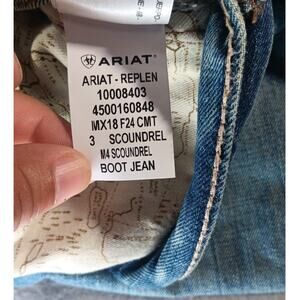 ARIAT
ARIAT - REPLEN
10008403
4500160848
MX18 F24 CMT
3 SCOUNDREL
M4 SCOUNDREL
BOOT JEAN